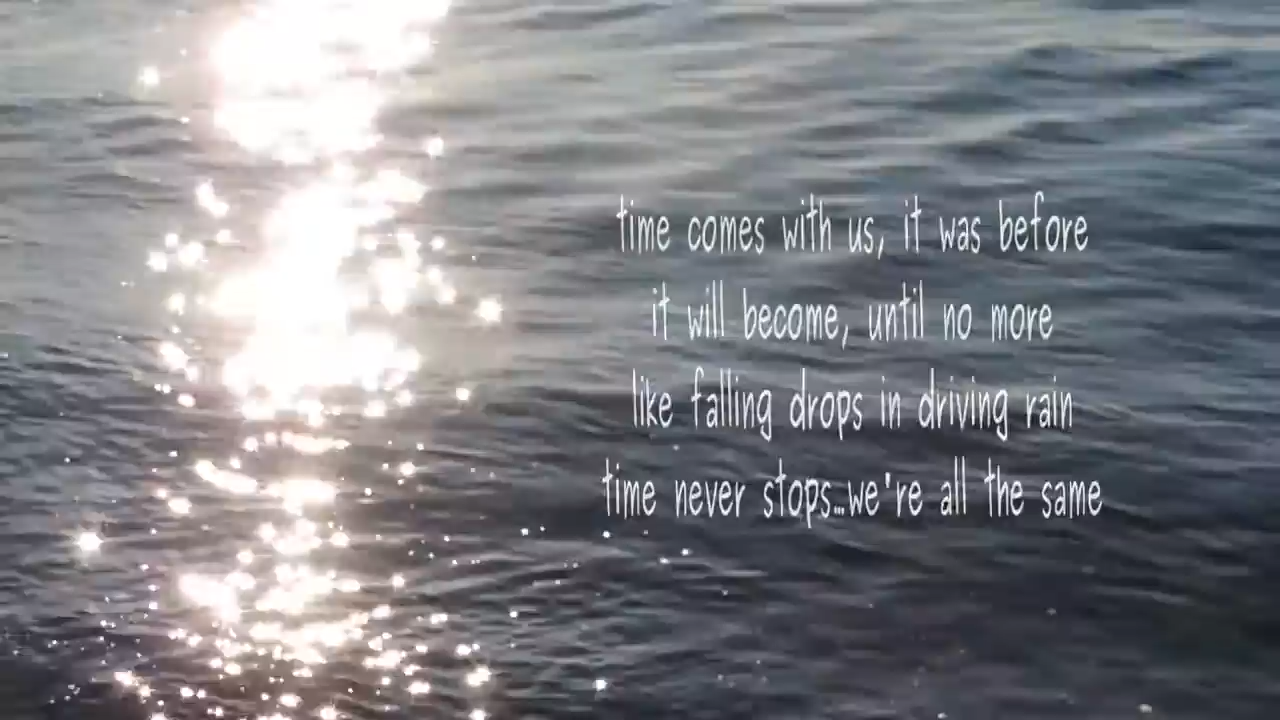 time comes with us, it was before
it will become, until no more
like falling drops in driving rain
time never stops...we're all the same